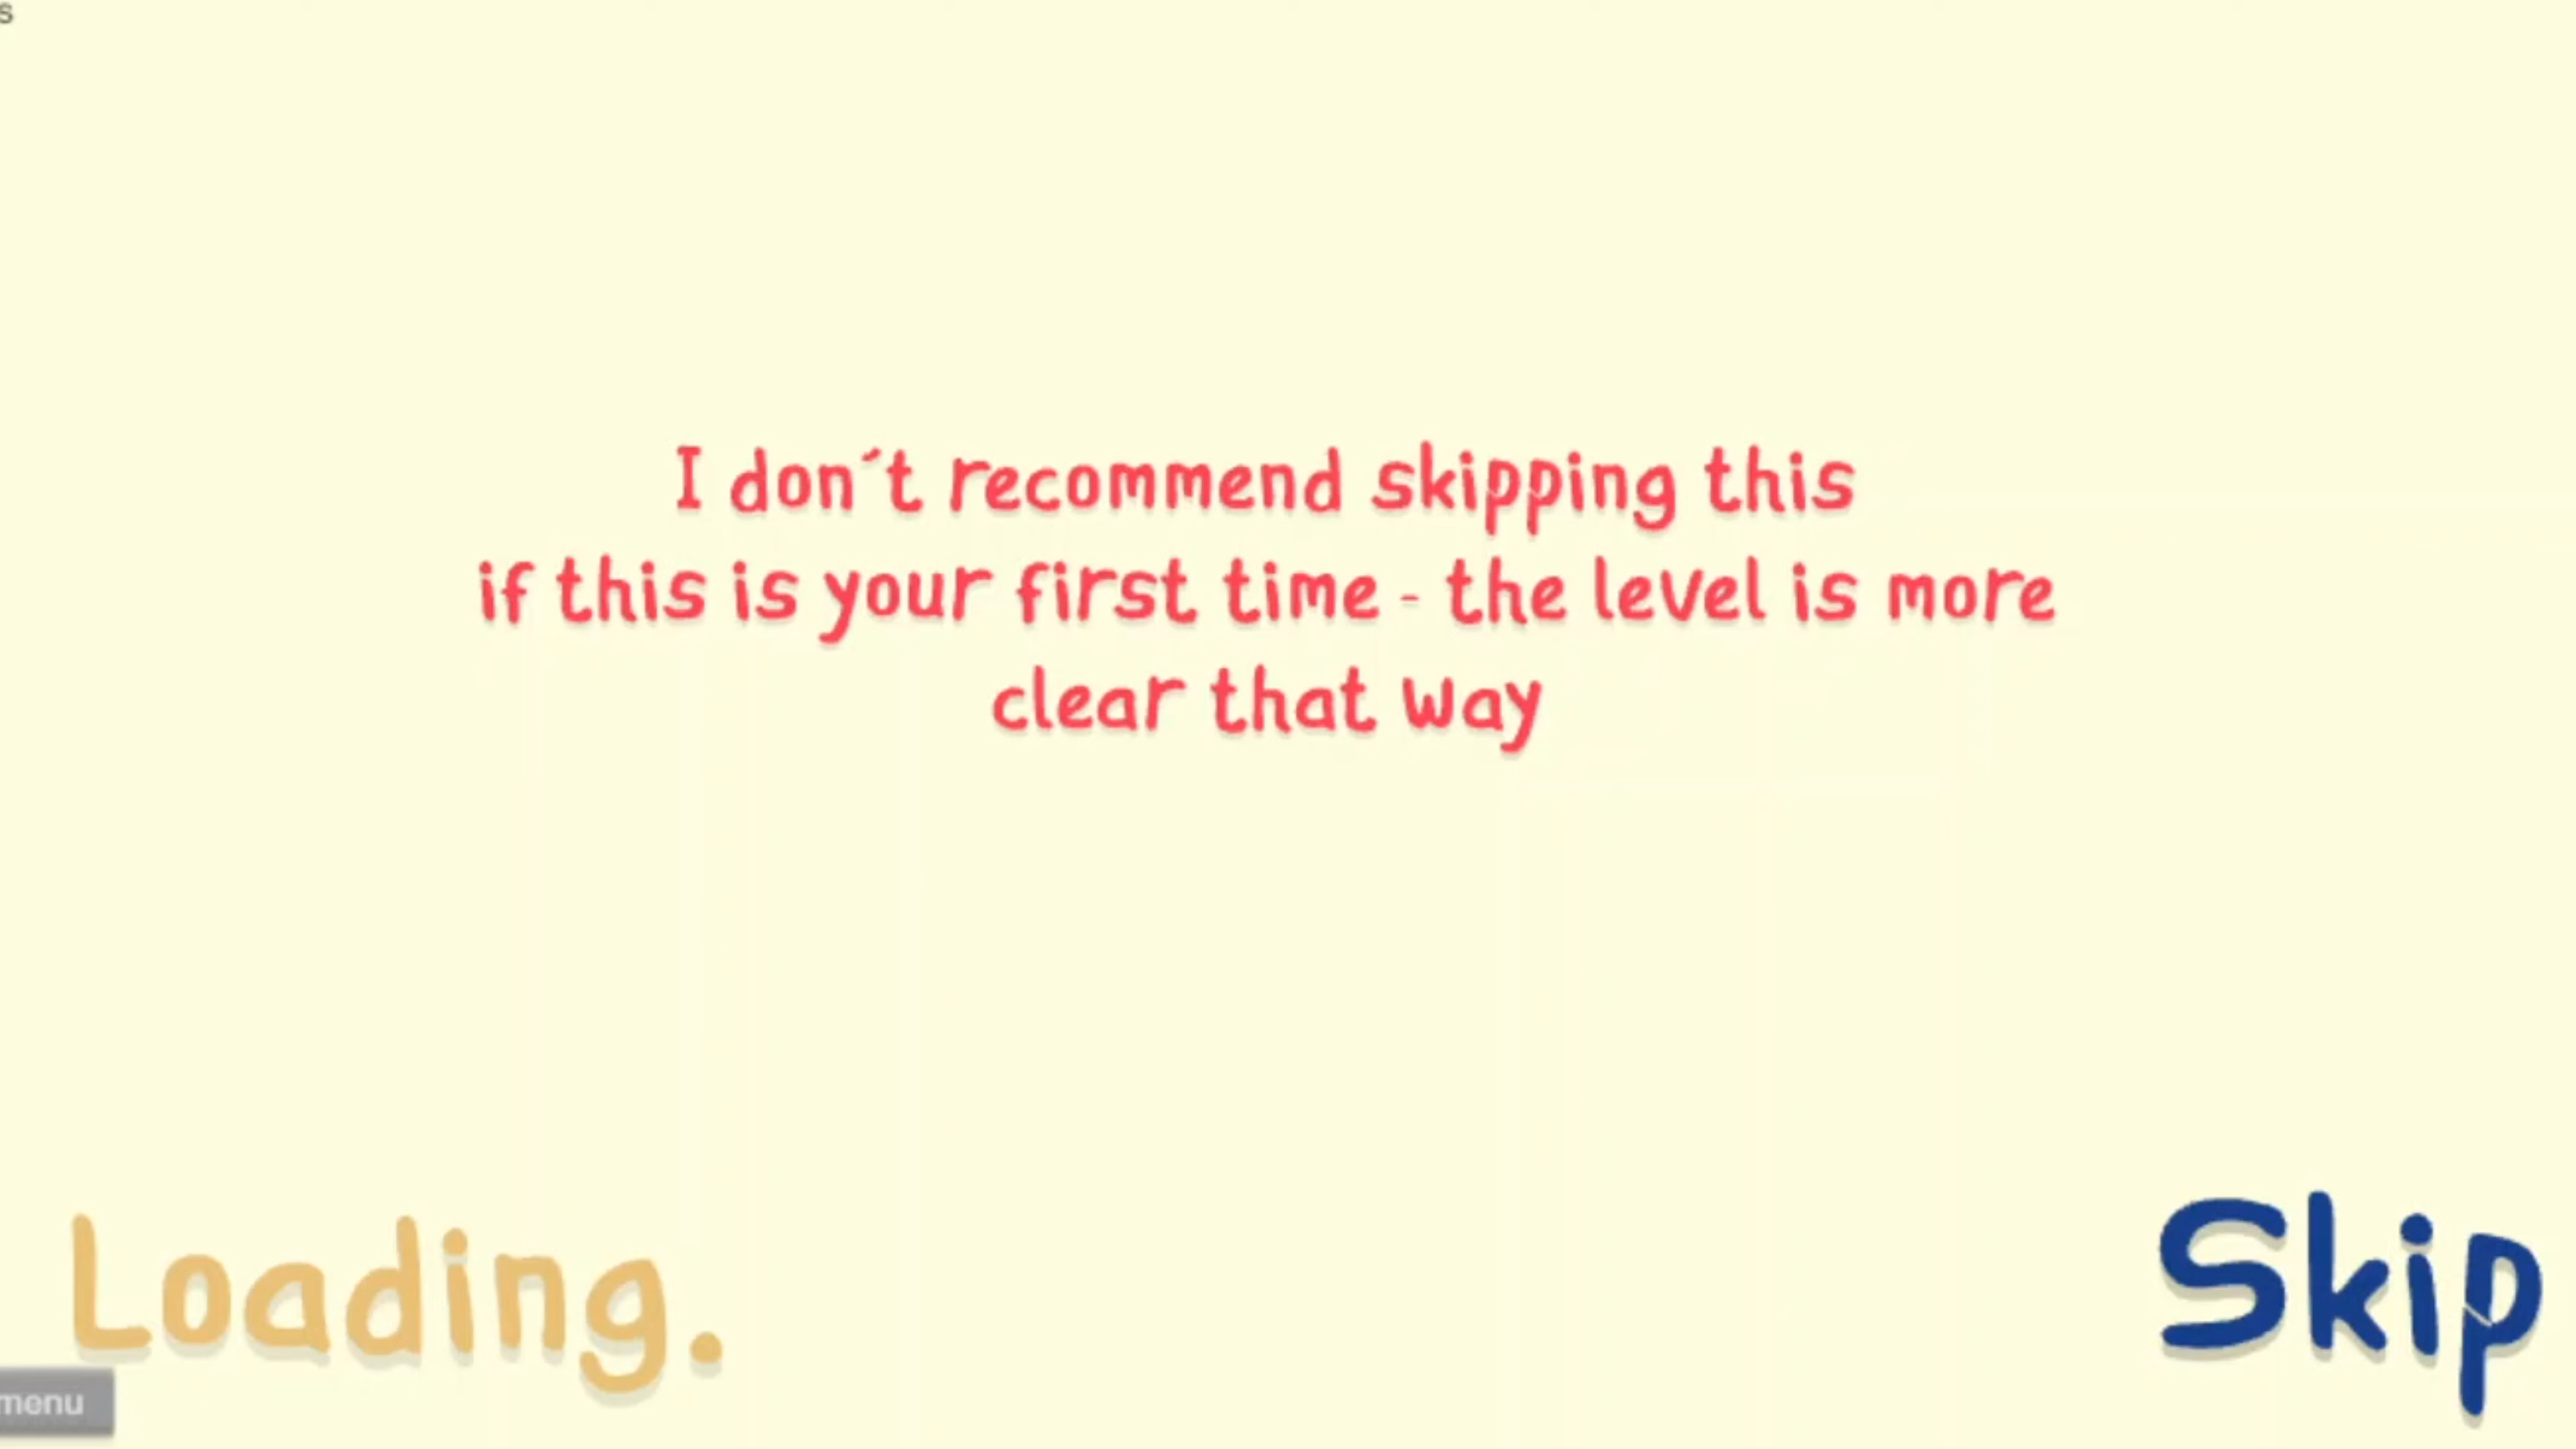 s
I don´t recommend skipping this
if this is your first time - the level is more
clear that way
Loading.
Skip
menu